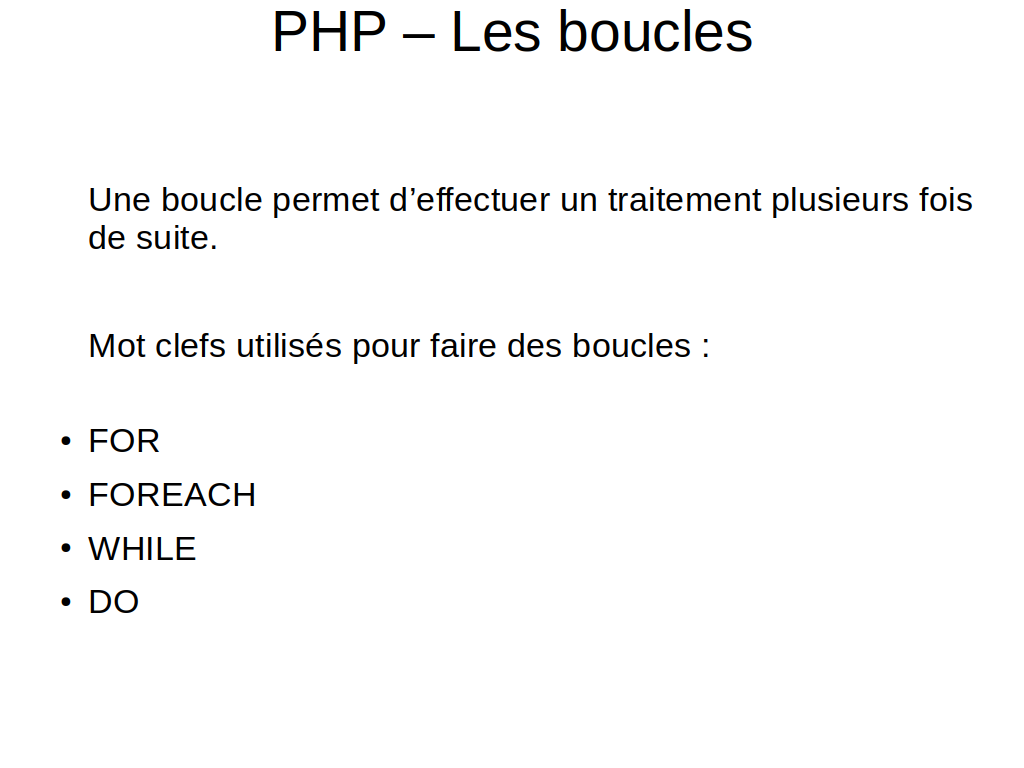 PHP – Les boucles
Une boucle permet d’effectuer un traitement plusieurs fois
de suite.
Mot clefs utilisés pour faire des boucles :
• FOR
• FOREACH
• WHILE
• DO